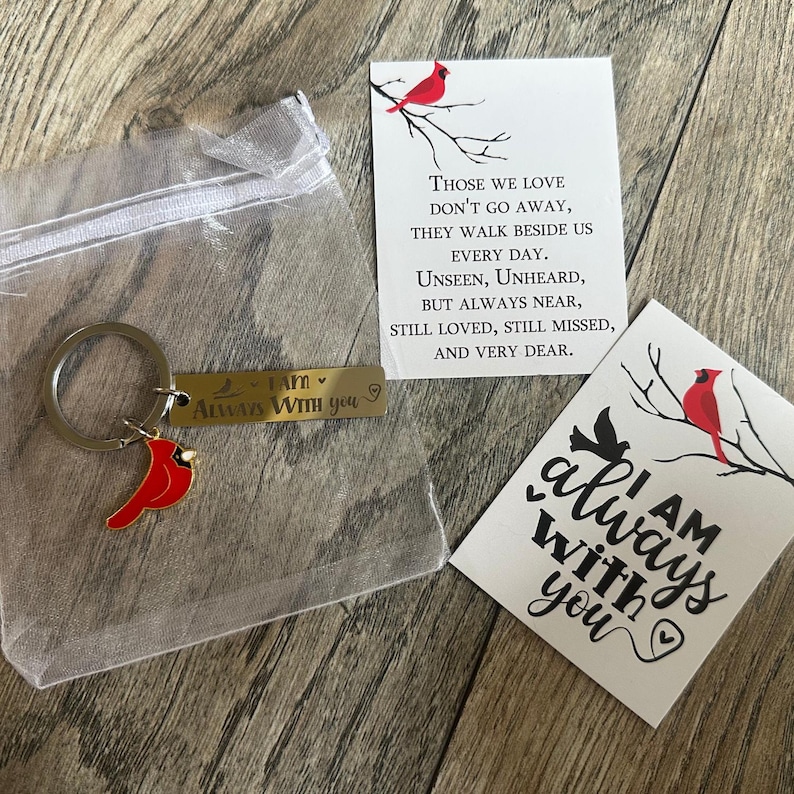 THOSE WE LOVE
DON'T GO AWAY,
THEY WALK BESIDE US
EVERY DAY.
UNSEEN, UNHEARD,
BUT ALWAYS NEAR,
STILL LOVED, STILL MISSED,
AND VERY DEAR.
I AM
ALWAYS WITH you
I AM
always
with
you